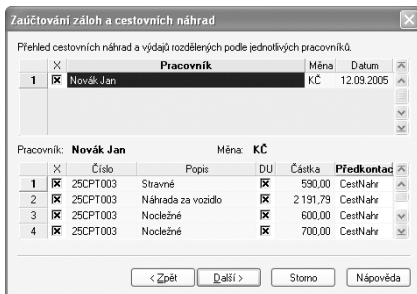 Zaúčtování záloh a cestovních náhrad
Přehled cestovních náhrad a výdajů rozdělených podle jednotlivých pracovníků.
X Pracovník Měna Datum
1 Novák Jan KČ 12.09.2005
Pracovník: Novák Jan Měna: KČ
X Číslo Popis DU Částka Předkontac
1 25CPT003 Stravné 590,00 CestNahr
2 25CPT003 Náhrada za vozidlo 2 191,79 CestNahr
3 25CPT003 Nocležné 600,00 CestNahr
4 25CPT003 Nocležné 700,00 CestNahr
< Zpět Další > Storno Nápověda